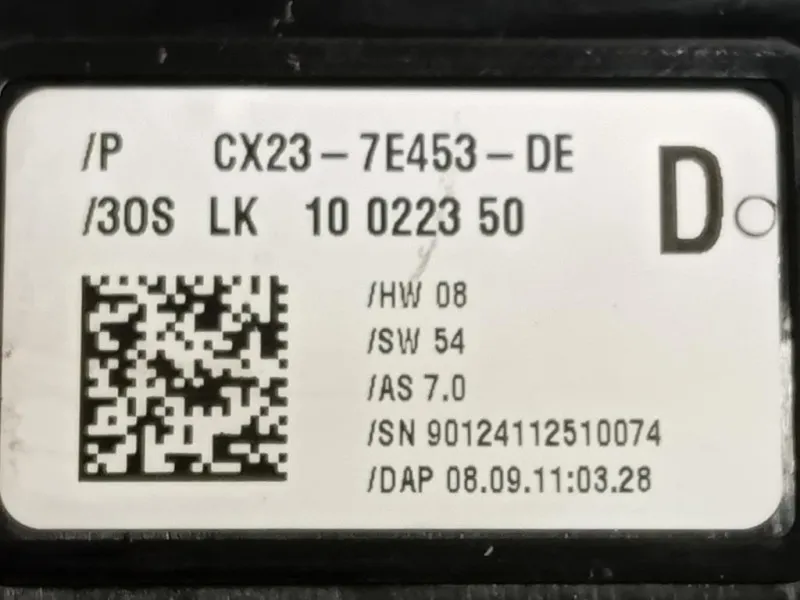 /P CX23-7E453-DE
D
/30S LK 10 0223 50
/HW 08
/SW 54
/AS 7.0
/SN 90124112510074
/DAP 08.09.11:03.28